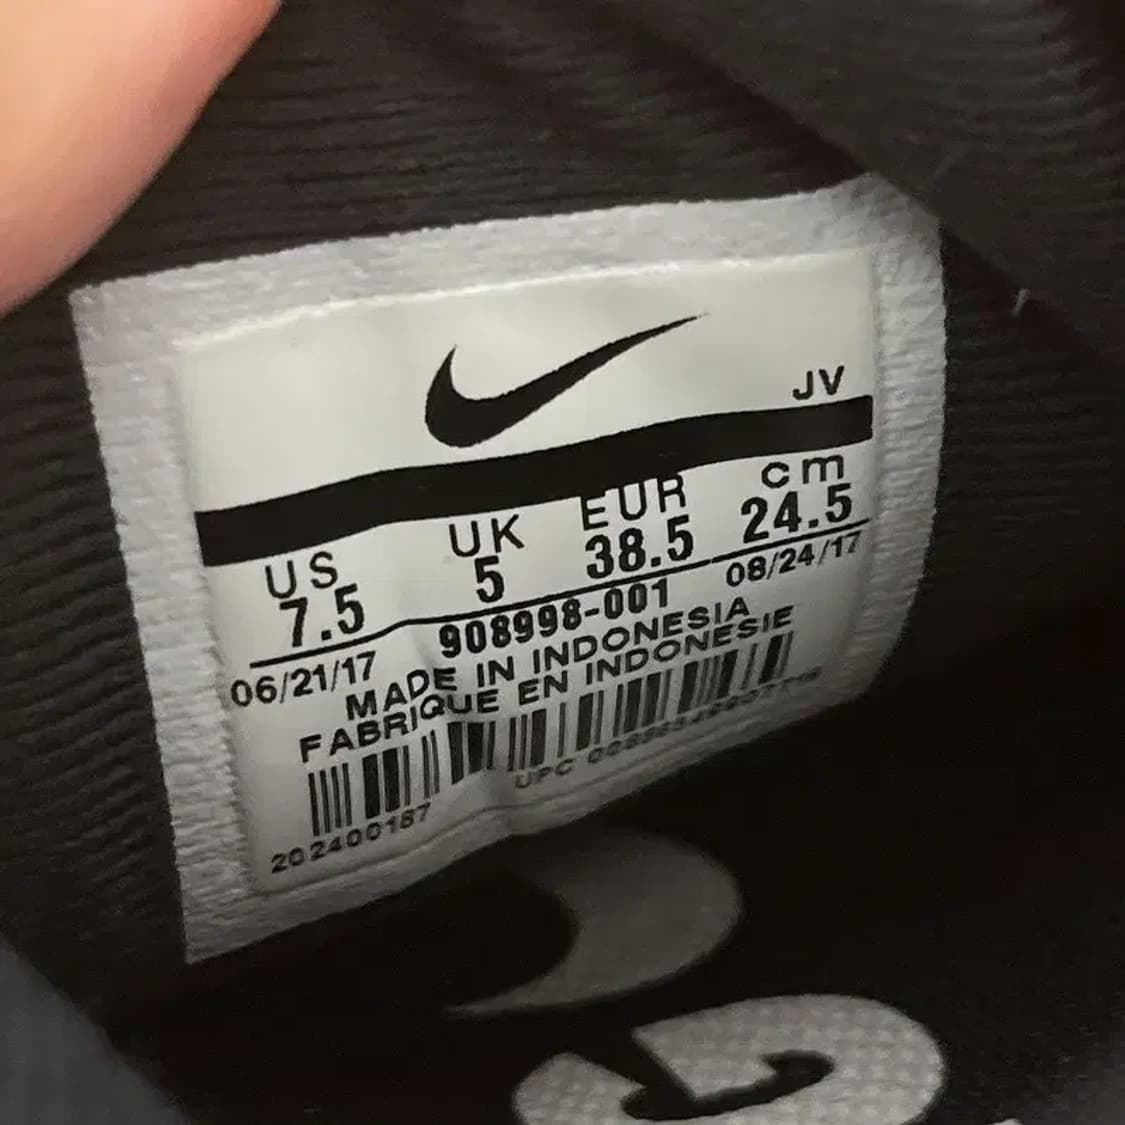 JV
US UK EUR cm
7.5 5 38.5 24.5
06/21/17 908998-001 08/24/17
MADE IN INDONESIA
FABRIQUE EN INDONESIE
202400187 UPC